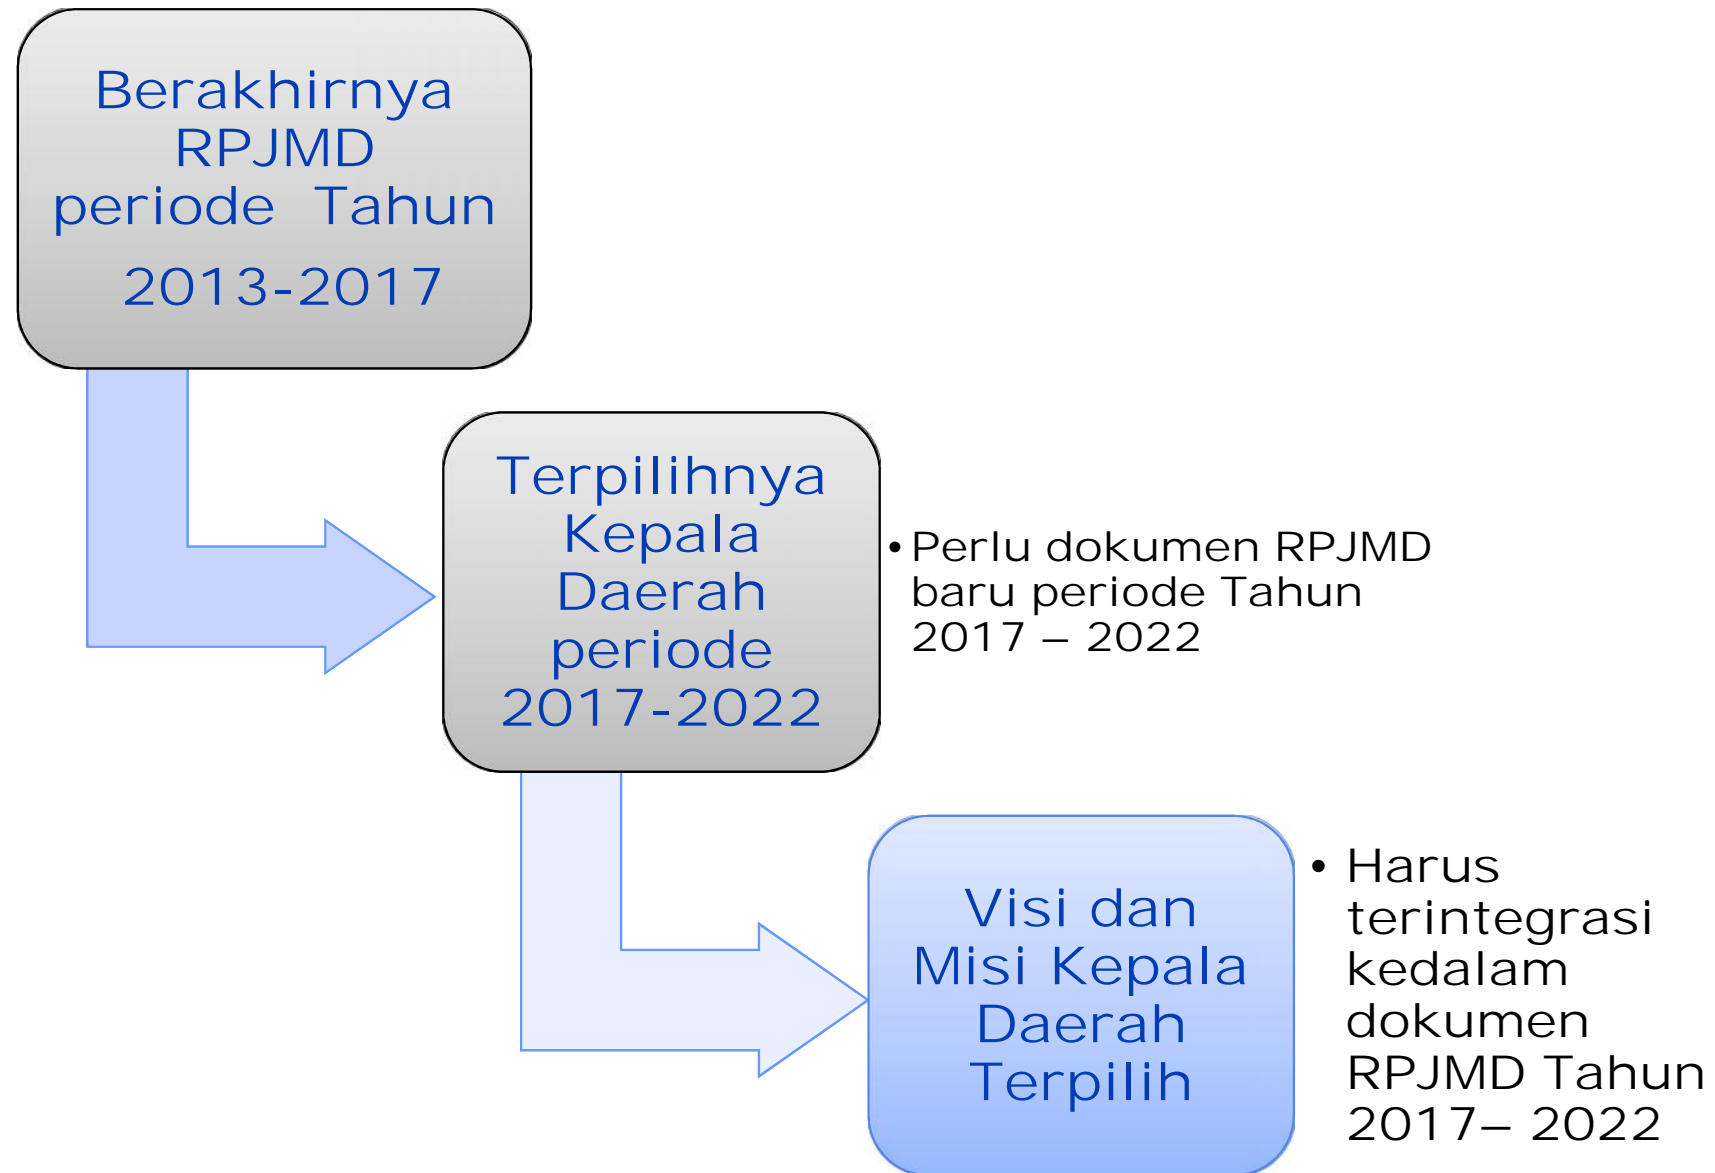 Berakhirnya
RPJMD
periode Tahun
2013-2017
Terpilihnya
Kepala
Daerah
periode
2017-2022
• Perlu dokumen RPJMD
baru periode Tahun
2017 – 2022
Visi dan
Misi Kepala
Daerah
Terpilih
• Harus
terintegrasi
kedalam
dokumen
RPJMD Tahun
2017– 2022